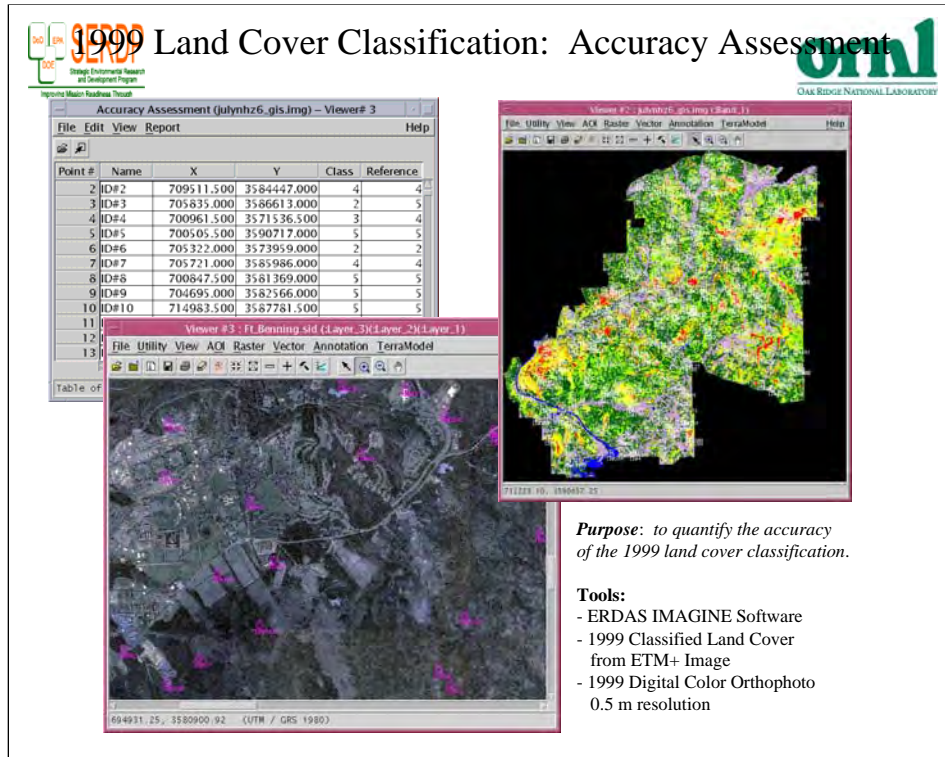 1999 Land Cover Classification: Accuracy Assessment
DoD EPA DOE
SERDP
Strategic Environmental Research
and Development Program
Improving Mission Readiness Through
ornl
OAK RIDGE NATIONAL LABORATORY
Accuracy Assessment (julynhz6_gis.img) – Viewer# 3
File Edit View Report Help
Point # Name X Y Class Reference
2 ID#2 709511.500 3584447.000 4 4
3 ID#3 705835.000 3586613.000 2 5
4 ID#4 700961.500 3571536.500 3 4
5 ID#5 700505.500 3590717.000 5 5
6 ID#6 705322.000 3573959.000 2 2
7 ID#7 705721.000 3585986.000 4 4
8 ID#8 700847.500 3581369.000 5 5
9 ID#9 704695.000 3582566.000 5 5
10 ID#10 714983.500 3587781.500 5 5
11
12
13
Table of
Viewer #2 : julynhz6_gis.img (:Band_1)
File Utility View AOI Raster Vector Annotation TerraModel Help
Viewer #3 : Ft_Benning.sid (:Layer_3)(:Layer_2)(:Layer_1)
File Utility View AOI Raster Vector Annotation TerraModel
694931.25, 3580900.92 (UTM / GRS 1980)
Purpose: to quantify the accuracy
of the 1999 land cover classification.
Tools:
- ERDAS IMAGINE Software
- 1999 Classified Land Cover
from ETM+ Image
- 1999 Digital Color Orthophoto
0.5 m resolution